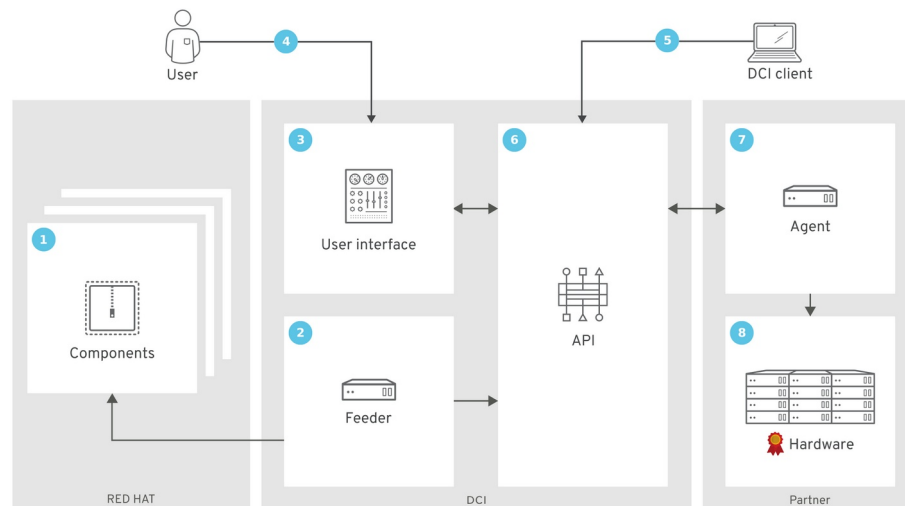 4
5
User
DCI client
3
6
7
User interface
Agent
1
Components
2
API
8
Feeder
Hardware
RED HAT
DCI
Partner